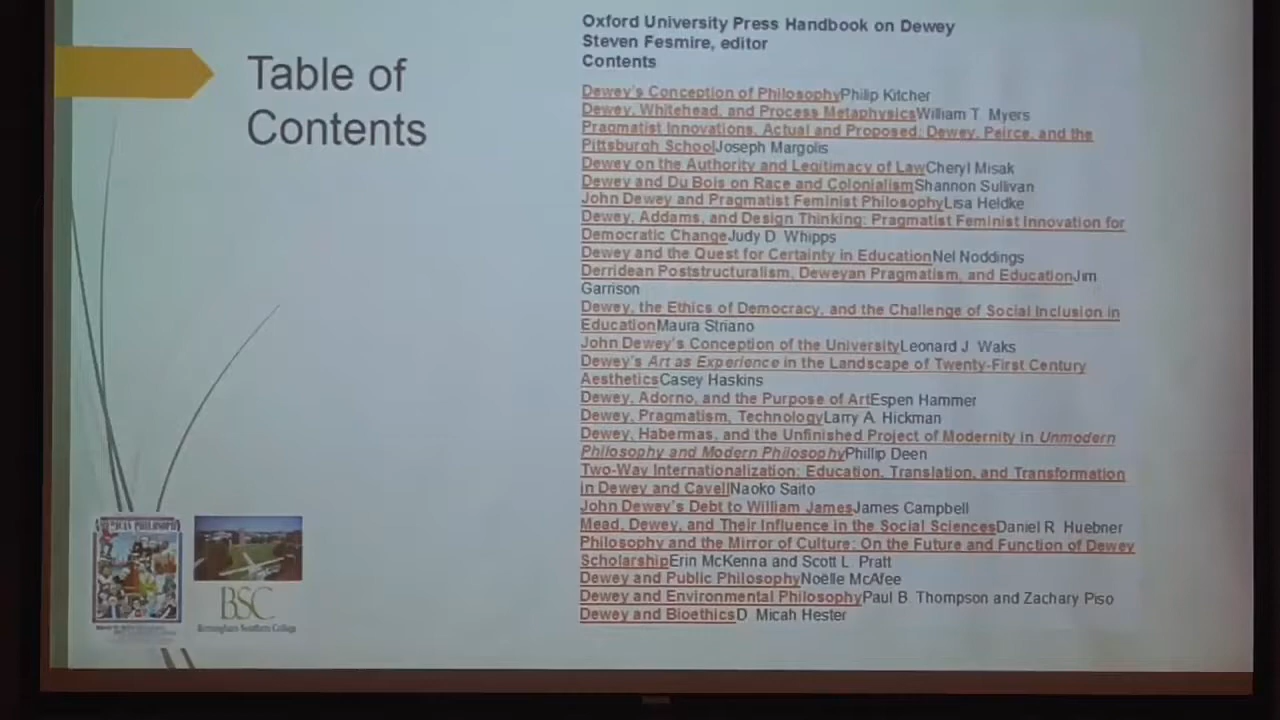 Table of
Contents
Oxford University Press Handbook on Dewey
Steven Fesmire, editor
Contents
Dewey's Conception of PhilosophyPhilip Kitcher
Dewey, Whitehead, and Process MetaphysicsWilliam T. Myers
Pragmatist Innovations, Actual and Proposed: Dewey, Peirce, and the
Pittsburgh SchoolJoseph Margolis
Dewey on the Authority and Legitimacy of LawCheryl Misak
Dewey and Du Bois on Race and ColonialismShannon Sullivan
John Dewey and Pragmatist Feminist PhilosophyLisa Heldke
Dewey, Addams, and Design Thinking: Pragmatist Feminist Innovation for
Democratic ChangeJudy D. Whipps
Dewey and the Quest for Certainty in EducationNel Noddings
Derridean Poststructuralism, Deweyan Pragmatism, and EducationJim
Garrison
Dewey, the Ethics of Democracy, and the Challenge of Social Inclusion in
EducationMaura Striano
John Dewey's Conception of the UniversityLeonard J. Waks
Dewey's Art as Experience in the Landscape of Twenty-First Century
AestheticsCasey Haskins
Dewey, Adorno, and the Purpose of ArtEspen Hammer
Dewey, Pragmatism, TechnologyLarry A. Hickman
Dewey, Habermas, and the Unfinished Project of Modernity in Unmodern
Philosophy and Modern PhilosophyPhillip Deen
Two-Way Internationalization: Education, Translation, and Transformation
in Dewey and CavellNaoko Saito
John Dewey's Debt to William JamesJames Campbell
Mead, Dewey, and Their Influence in the Social SciencesDaniel R. Huebner
Philosophy and the Mirror of Culture: On the Future and Function of Dewey
ScholarshipErin McKenna and Scott L. Pratt
Dewey and Public PhilosophyNoëlle McAfee
Dewey and Environmental PhilosophyPaul B. Thompson and Zachary Piso
Dewey and BioethicsD. Micah Hester
PHILOSOPHY
BSC
Birmingham-Southern College